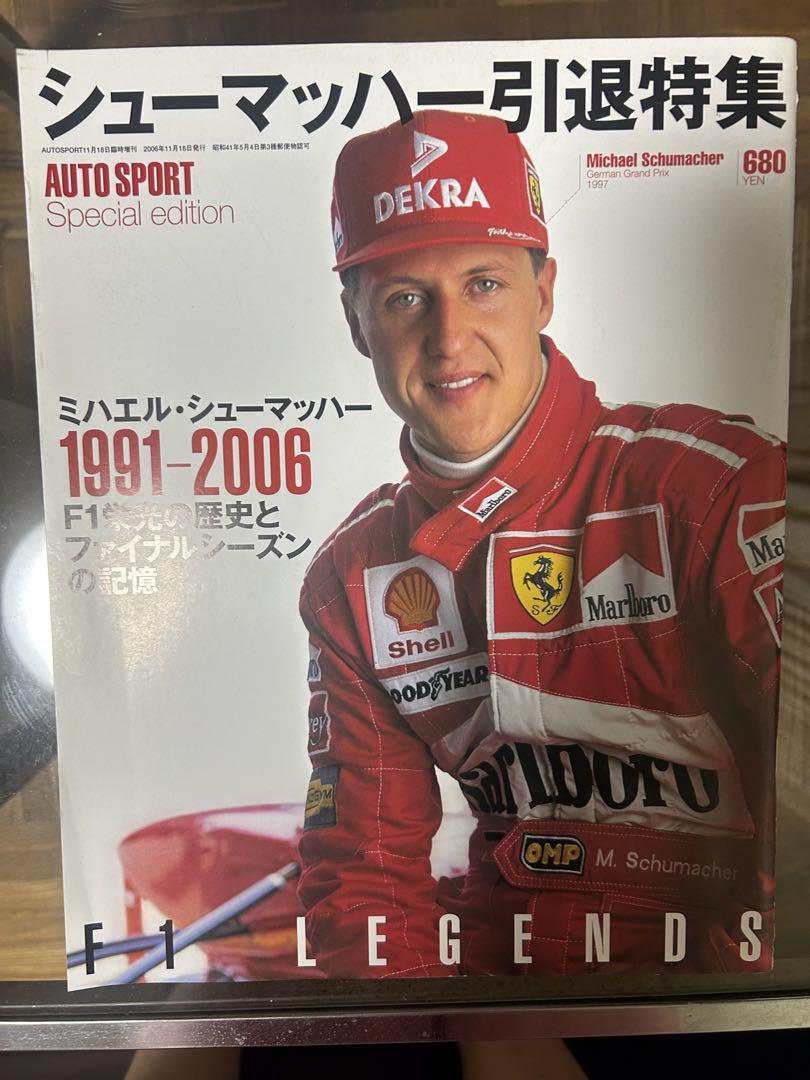 シューマッハー引退特集
AUTOSPORT11月18日臨時増刊 2006年11月18日発行 昭和41年5月4日第3種郵便物認可
AUTO SPORT
Special edition
Michael Schumacher
German Grand Prix
1997
680
YEN
DEKRA
ミハエル・シューマッハー
1991-2006
F1栄光の歴史と
ファイナルシーズン
の記憶
Marlboro
Shell
S F
Marlboro
Ma
GOODYEAR
arlboro
OMP M. Schumacher
F1 LEGENDS